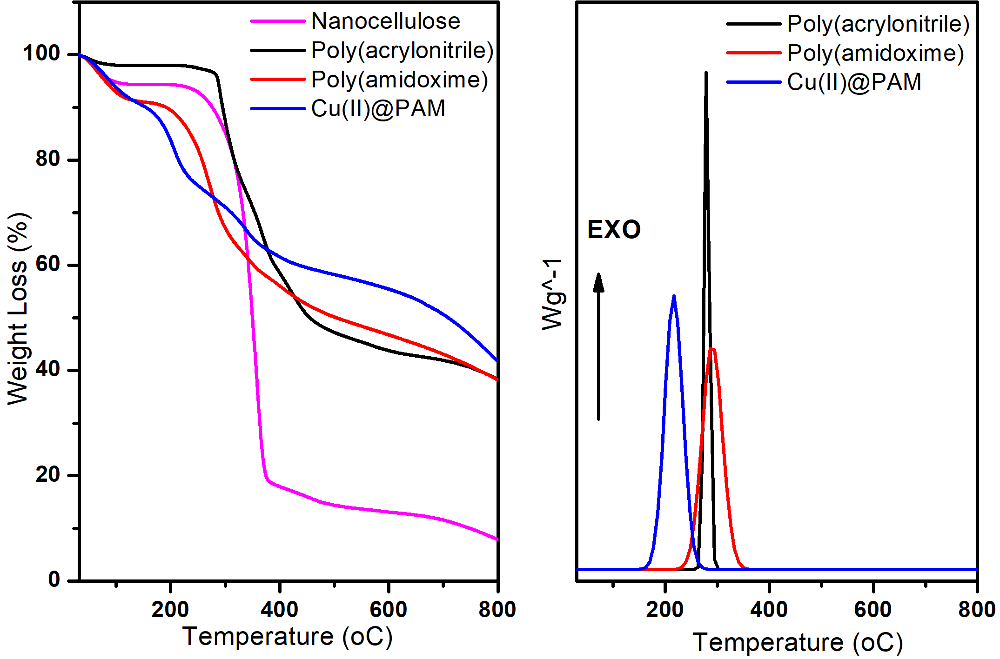 Nanocellulose
Poly(acrylonitrile)
Poly(amidoxime)
Cu(II)@PAM
100
80
60
40
20
0
Weight Loss (%)
200
400
600
800
Temperature (oC)
Poly(acrylonitrile)
Poly(amidoxime)
Cu(II)@PAM
EXO
Wg^-1
200
400
600
800
Temperature (oC)